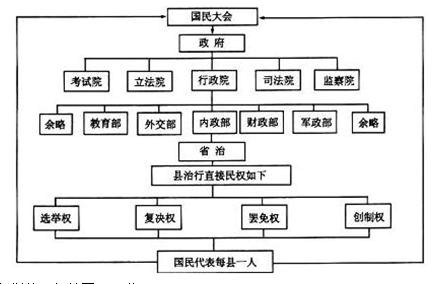 国民大会
政 府
考试院 立法院 行政院 司法院 监察院
余略 教育部 外交部 内政部 财政部 军政部 余略
省 治
县治行直接民权如下
选举权 复决权 罢免权 创制权
国民代表每县一人